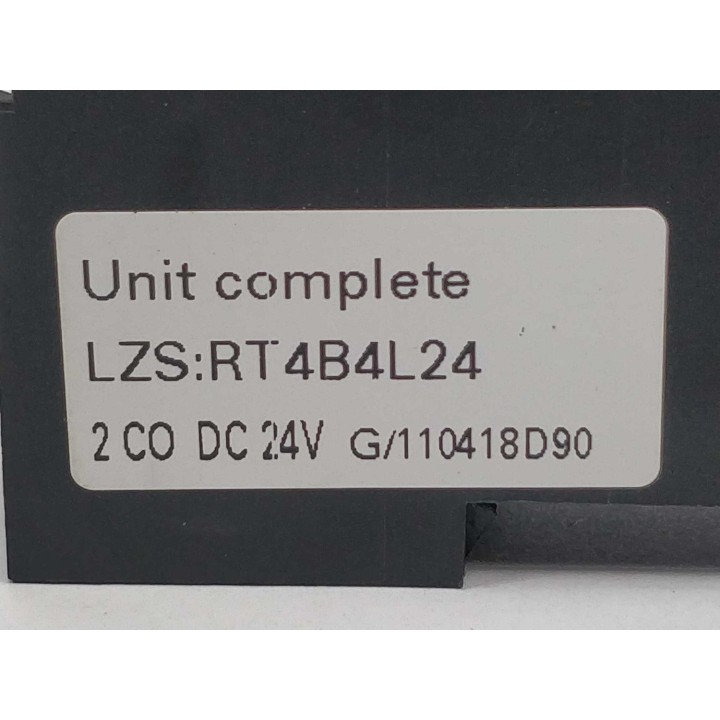 Unit complete
LZS:RT4B4L24
2 CO DC 24V G/110418D90